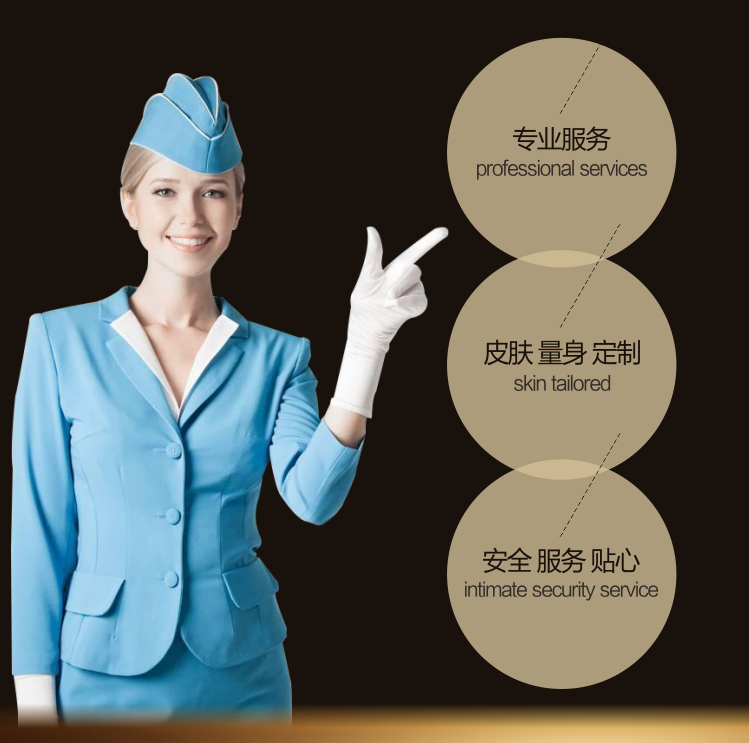 专业服务
professional services
皮肤 量身 定制
skin tailored
安全 服务 贴心
intimate security service